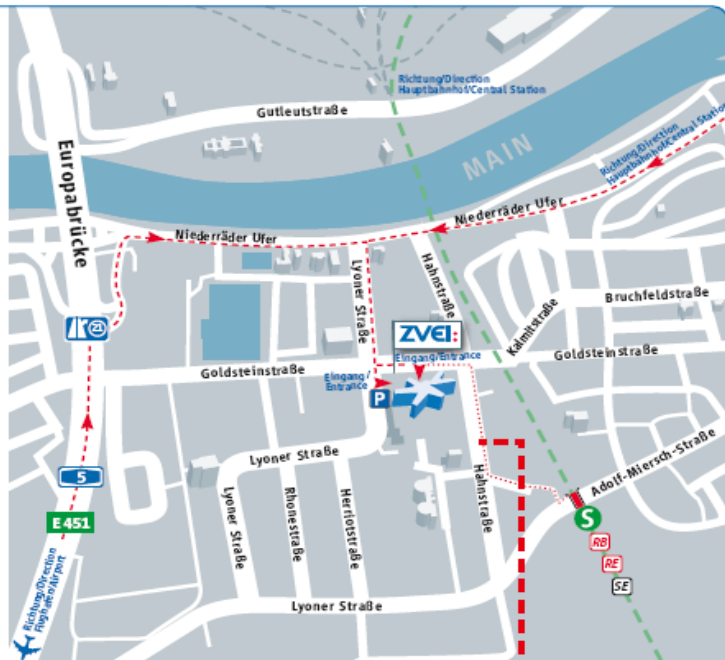 Richtung/Direction
Hauptbahnhof/Central Station
Gutleutstraße
MAIN
Richtung/Direction
Hauptbahnhof/Central Station
Europabrücke
Niederräder Ufer
Niederräder Ufer
Lyoner Straße
Hahnstraße
Kalmitstraße
Bruchfeldstraße
21
ZVEI:
Eingang/Entrance
Goldsteinstraße
Goldsteinstraße
Eingang/
Entrance
P
Lyoner Straße
Adolf-Miersch-Straße
5
Lyoner Straße
Rhonestraße
Herriotstraße
Hahnstraße
E 451
S
RB
RE
SE
Lyoner Straße
Richtung/Direction
Flughafen/Airport